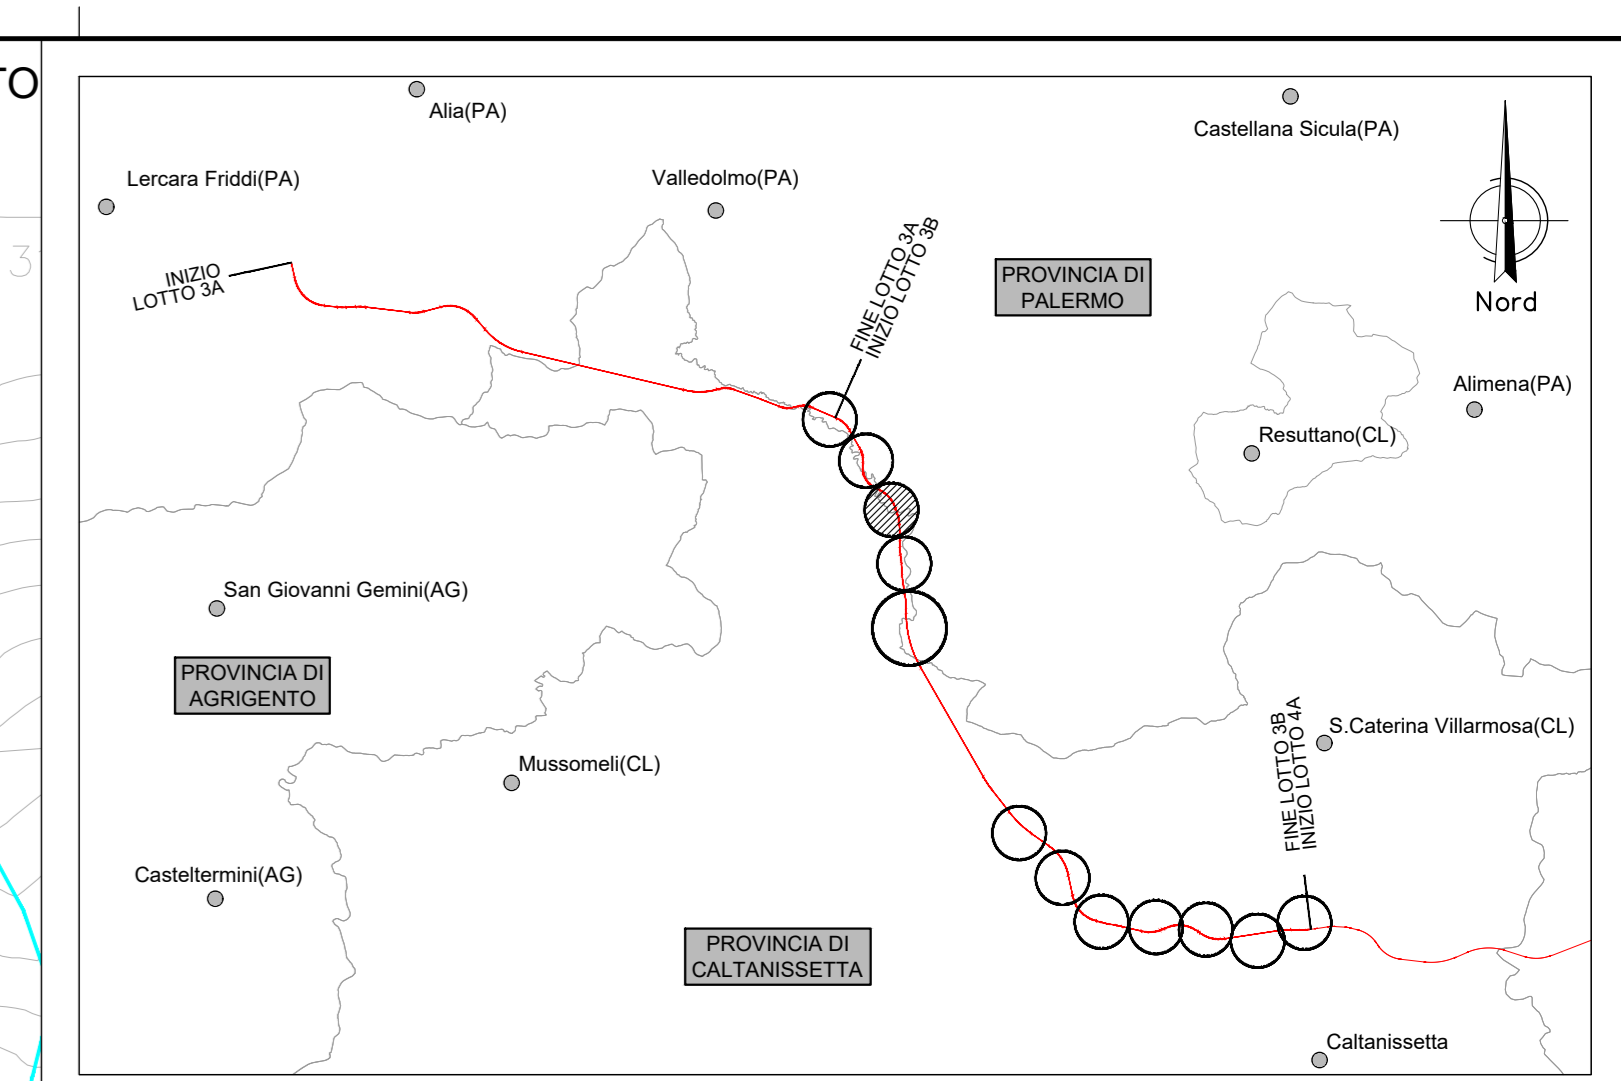 TO
Alia(PA)
Castellana Sicula(PA)
Lercara Friddi(PA)
Valledolmo(PA)
3
INIZIO
LOTTO 3A
FINE LOTTO 3A
INIZIO LOTTO 3B
PROVINCIA DI
PALERMO
Nord
Alimena(PA)
Resuttano(CL)
San Giovanni Gemini(AG)
PROVINCIA DI
AGRIGENTO
FINE LOTTO 3B
INIZIO LOTTO 4A
S.Caterina Villarmosa(CL)
Mussomeli(CL)
Casteltermini(AG)
PROVINCIA DI
CALTANISSETTA
Caltanissetta